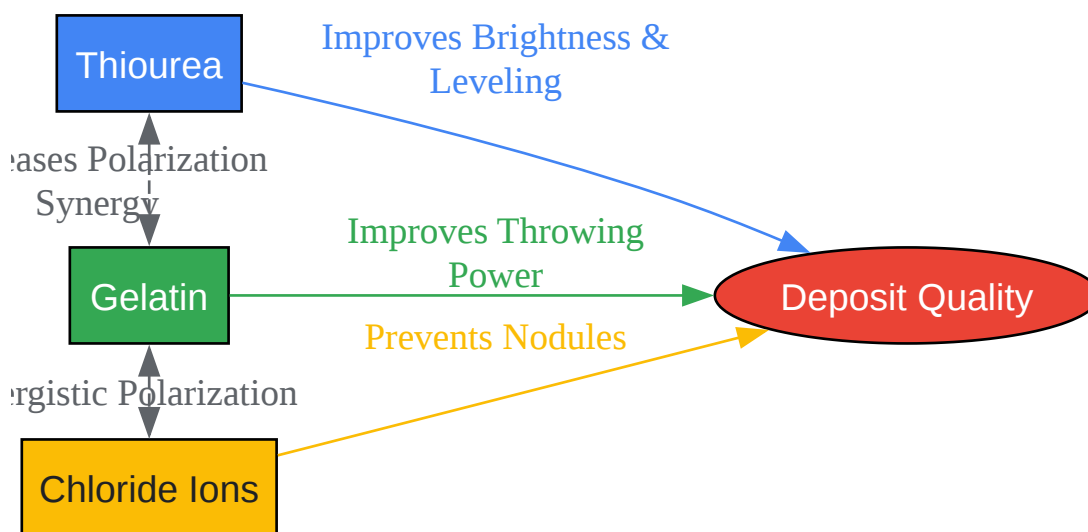 Thiourea
Improves Brightness &
Leveling
eases Polarization
Synergy
Gelatin
Improves Throwing
Power
Deposit Quality
Prevents Nodules
ergistic Polarization
Chloride Ions